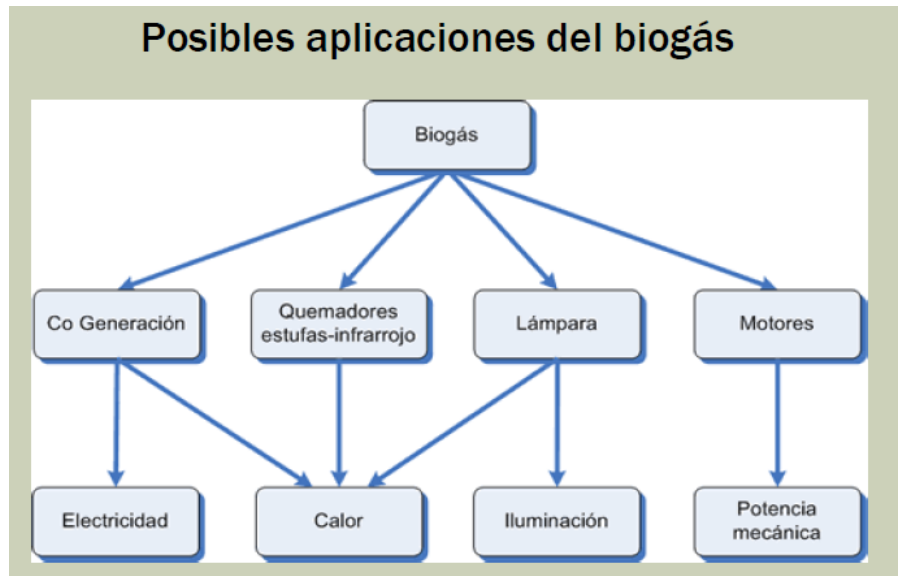 Posibles aplicaciones del biogás
Biogás
Co Generación
Quemadores
estufas-infrarrojo
Lámpara
Motores
Electricidad
Calor
Iluminación
Potencia
mecánica